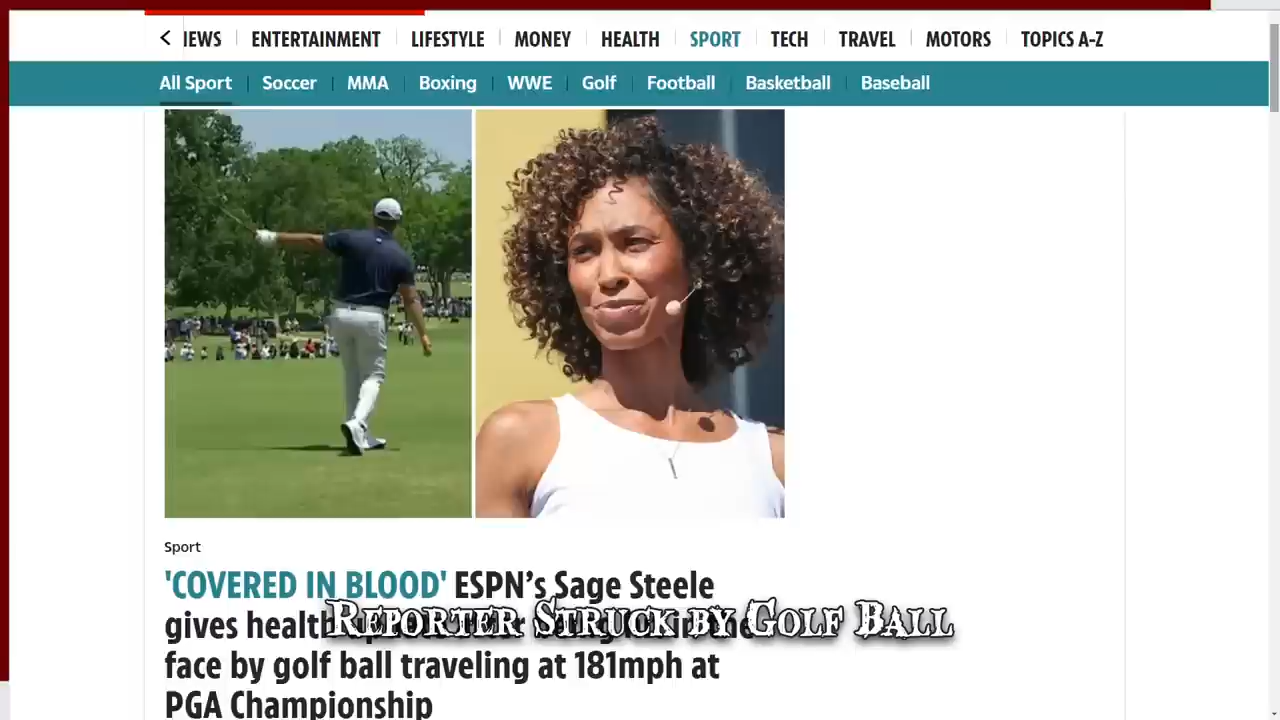 NEWS ENTERTAINMENT LIFESTYLE MONEY HEALTH SPORT TECH TRAVEL MOTORS TOPICS A-Z
All Sport Soccer MMA Boxing WWE Golf Football Basketball Baseball
Sport
'COVERED IN BLOOD' ESPN's Sage Steele
gives health
Reporter Struck by Golf Ball
face by golf ball traveling at 181mph at
PGA Championship